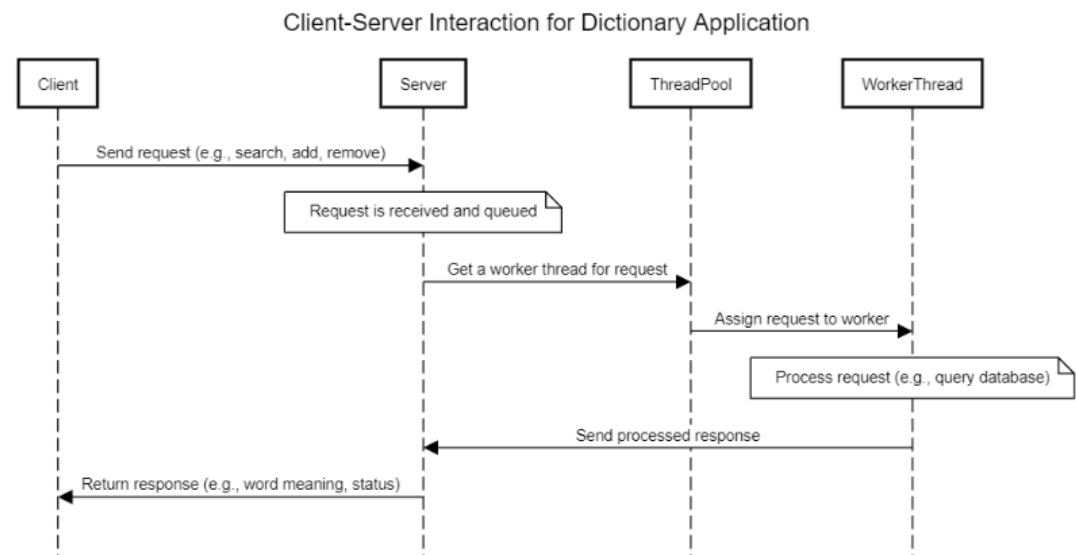 Client-Server Interaction for Dictionary Application
Client
Server
ThreadPool
WorkerThread
Send request (e.g., search, add, remove)
Request is received and queued
Get a worker thread for request
Assign request to worker
Process request (e.g., query database)
Send processed response
Return response (e.g., word meaning, status)